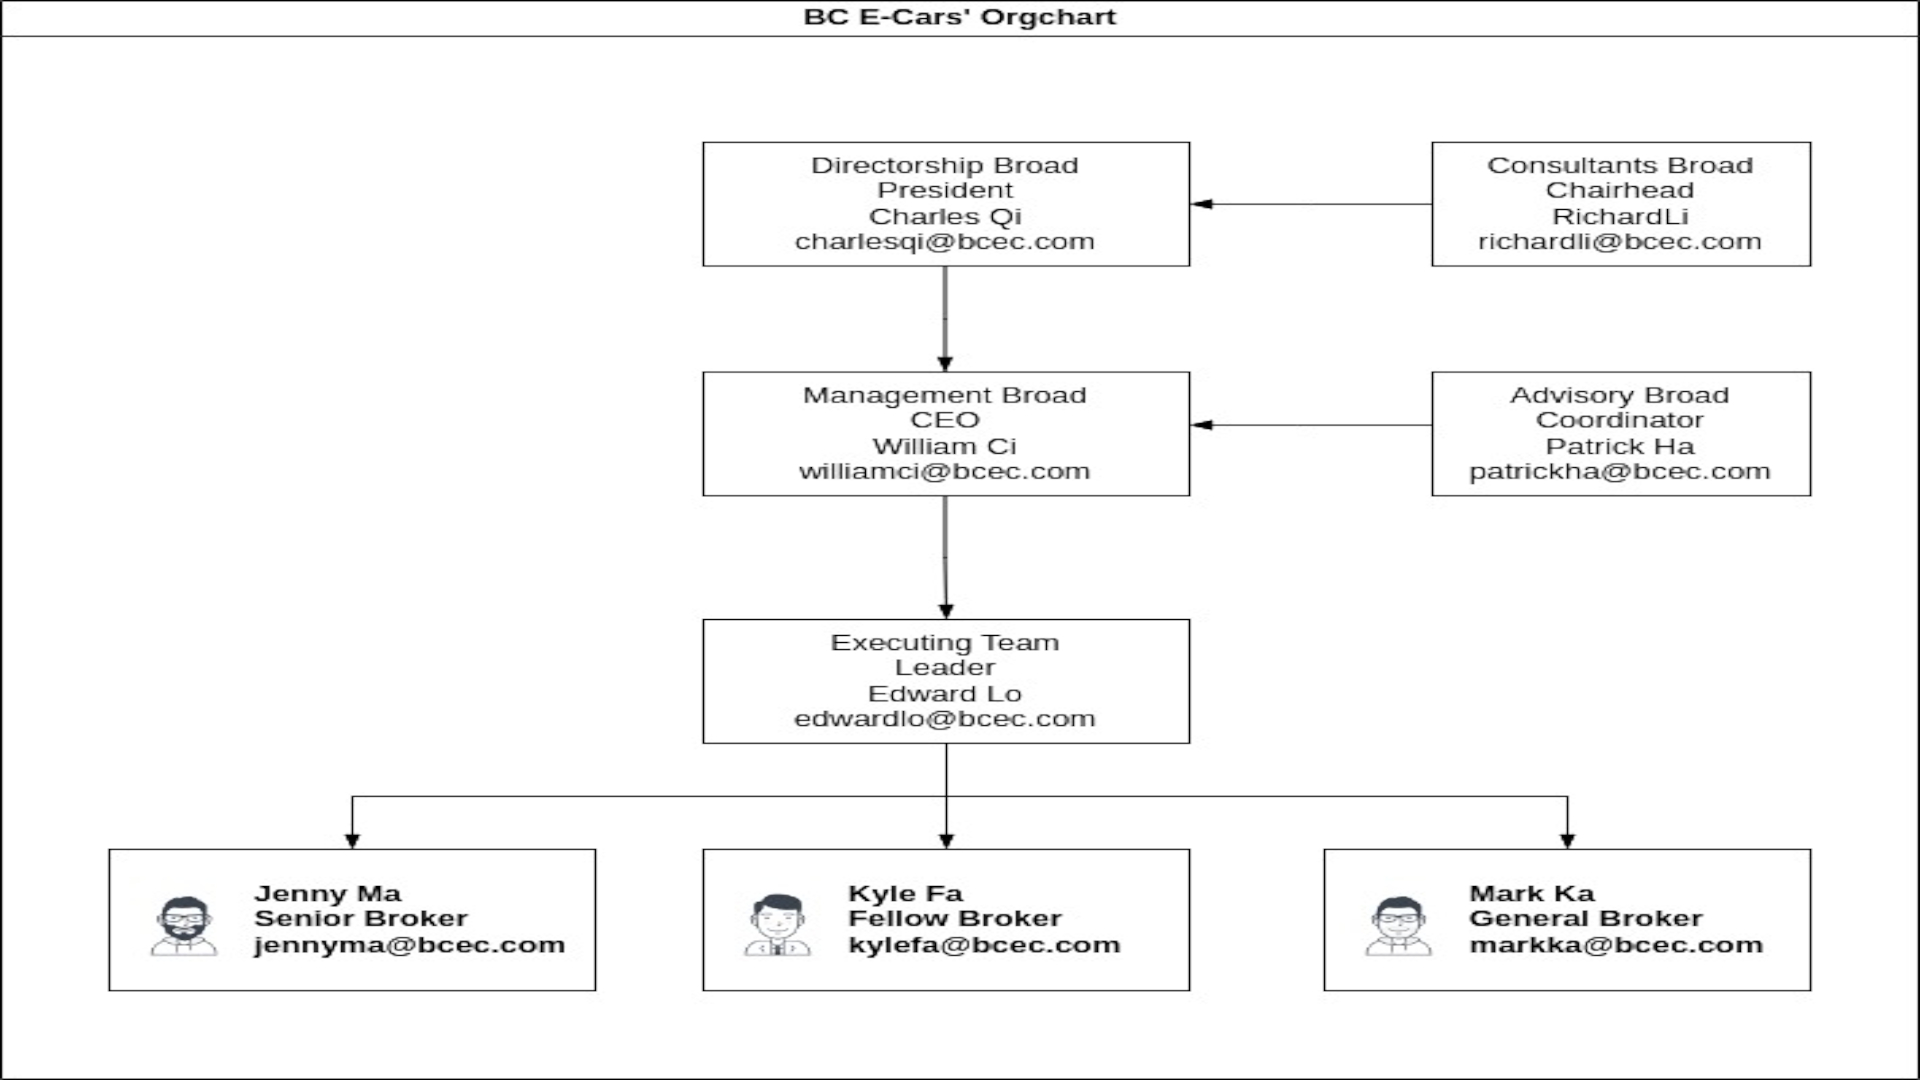 BC E-Cars' Orgchart
Directorship Broad
President
Charles Qi
charlesqi@bcec.com
Consultants Broad
Chairhead
RichardLi
richardli@bcec.com
Management Broad
CEO
William Ci
williamci@bcec.com
Advisory Broad
Coordinator
Patrick Ha
patrickha@bcec.com
Executing Team
Leader
Edward Lo
edwardlo@bcec.com
Jenny Ma
Senior Broker
jennyma@bcec.com
Kyle Fa
Fellow Broker
kylefa@bcec.com
Mark Ka
General Broker
markka@bcec.com